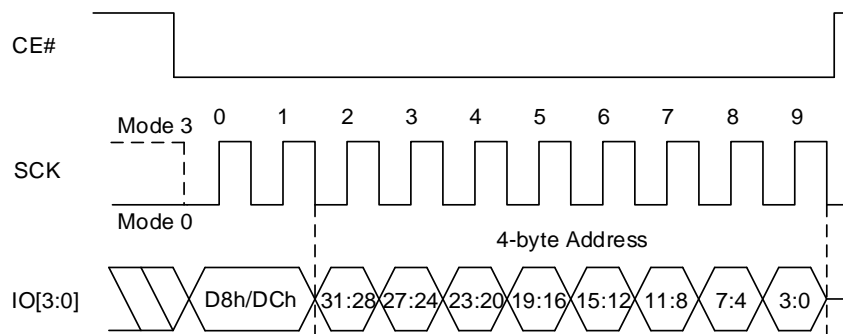 CE#
0 1 2 3 4 5 6 7 8 9
Mode 3
SCK
Mode 0
4-byte Address
IO[3:0] D8h/DCh 31:28 27:24 23:20 19:16 15:12 11:8 7:4 3:0